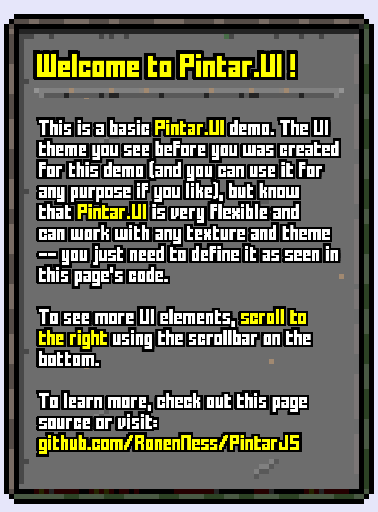 Welcome to Pintar.UI !
This is a basic Pintar.UI demo. The UI
theme you see before you was created
for this demo (and you can use it for
any purpose if you like), but know
that Pintar.UI is very flexible and
can work with any texture and theme
-- you just need to define it as seen in
this page's code.
To see more UI elements, scroll to
the right using the scrollbar on the
bottom.
To learn more, check out this page
source or visit:
github.com/RonenNess/PintarJS